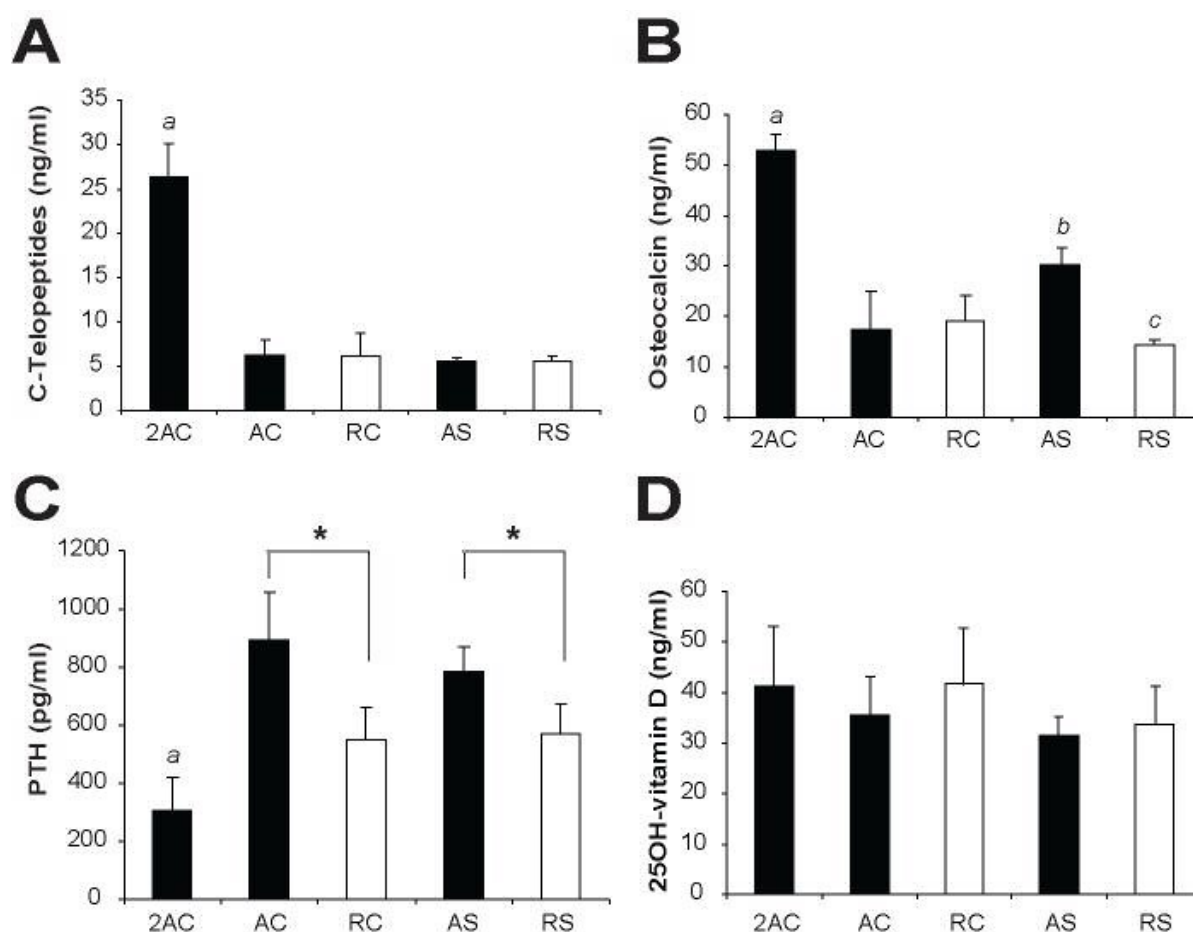 A
C-Telopeptides (ng/ml)
35
30
25
20
15
10
5
0
a
2AC AC RC AS RS
B
Osteocalcin (ng/ml)
60
50
40
30
20
10
0
a
b
c
2AC AC RC AS RS
C
PTH (pg/ml)
1200
1000
800
600
400
200
0
a
*
*
2AC AC RC AS RS
D
25OH-vitamin D (ng/ml)
60
50
40
30
30
20
10
0
2AC AC RC AS RS